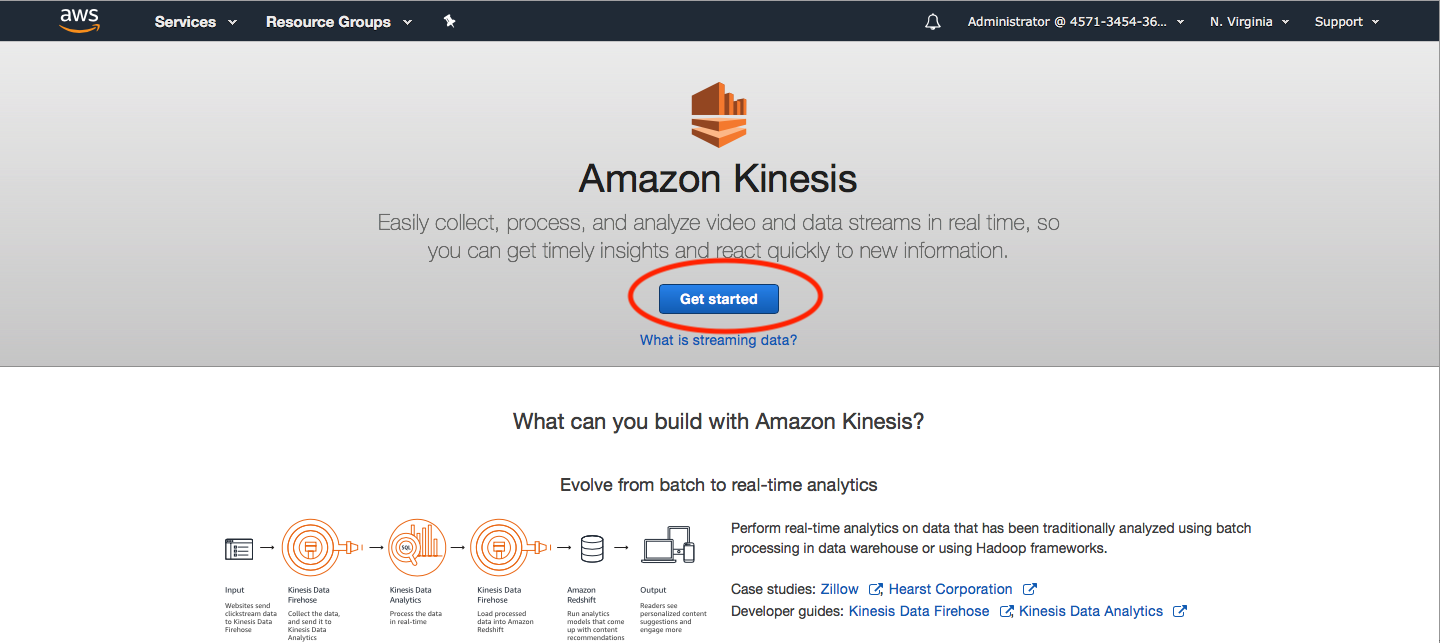 aws Services Resource Groups Administrator @ 4571-3454-36... N. Virginia Support
Amazon Kinesis
Easily collect, process, and analyze video and data streams in real time, so
you can get timely insights and react quickly to new information.
Get started
What is streaming data?
What can you build with Amazon Kinesis?
Evolve from batch to real-time analytics
SQL
Input
Websites send
clickstream data
to Kinesis Data
Firehose
Kinesis Data
Firehose
Collect the data,
and send it to
Kinesis Data
Analytics
Kinesis Data
Analytics
Process the data
in real-time
Kinesis Data
Firehose
Load processed
data into Amazon
Redshift
Amazon
Redshift
Run analytics
models that come
up with content
recommendations
Output
Readers see
personalized content
suggestions and
engage more
Perform real-time analytics on data that has been traditionally analyzed using batch
processing in data warehouse or using Hadoop frameworks.
Case studies: Zillow , Hearst Corporation
Developer guides: Kinesis Data Firehose , Kinesis Data Analytics